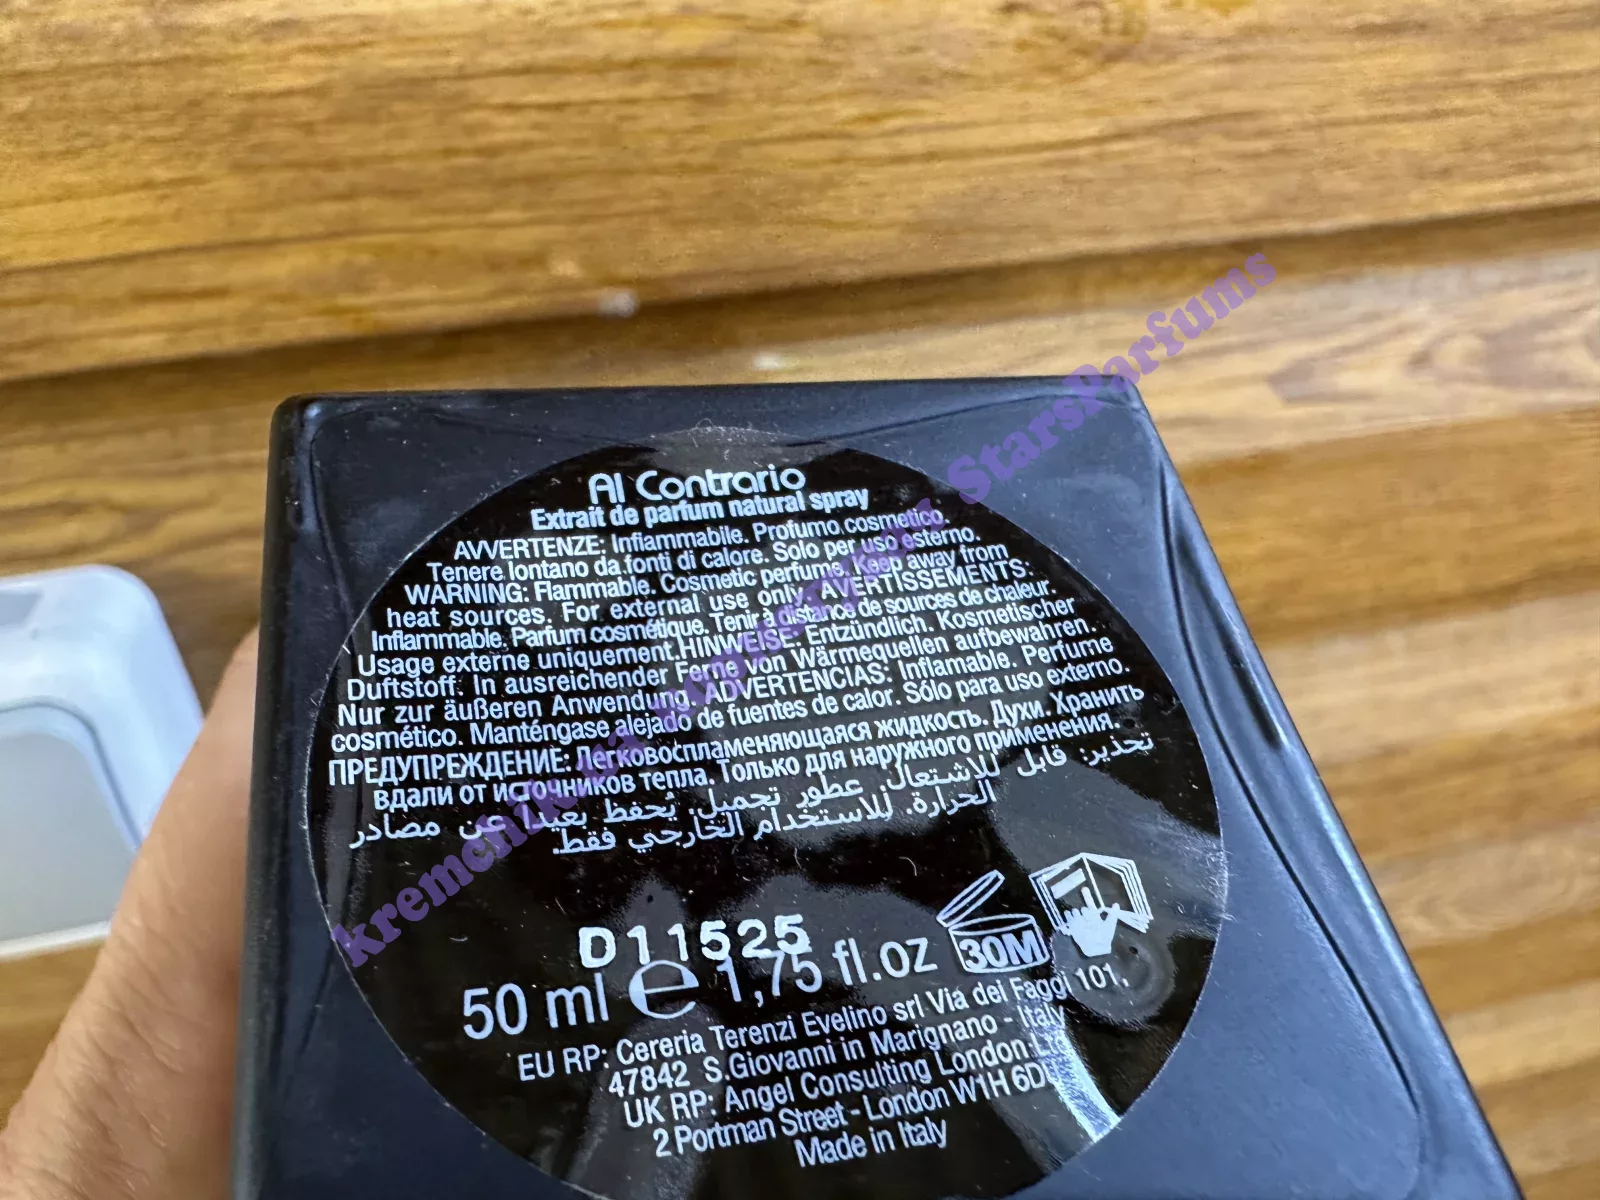 Al Contrario
Extrait de parfum natural spray
AVVERTENZE: Infiammabile. Profumo cosmetico.
Tenere lontano da fonti di calore. Solo per uso esterno.
WARNING: Flammable. Cosmetic perfume. Keep away from
heat sources. For external use only. AVERTISSEMENTS:
Inflammable. Parfum cosmétique. Tenir à distance de sources de chaleur.
Usage externe uniquement. HINWEISE: Entzündlich. Kosmetischer
Duftstoff. In ausreichender Ferne von Wärmequellen aufbewahren.
Nur zur äußeren Anwendung. ADVERTENCIAS: Inflamable. Perfume
cosmético. Manténgase alejado de fuentes de calor. Sólo para uso externo.
ПРЕДУПРЕЖДЕНИЕ: Легковоспламеняющаяся жидкость. Духи. Хранить
вдали от источников тепла. Только для наружного применения.
تحذير: قابل للاشتعال. عطور تجميل. يُحفظ بعيداً عن مصادر
الحرارة. للاستخدام الخارجي فقط.
D11525
50 ml e 1,75 fl.oz
30M
EU RP: Cereria Terenzi Evelino srl Via dei Faggi 101,
47842 S.Giovanni in Marignano - Italy
UK RP: Angel Consulting London
2 Portman Street - London W1H
Made in Italy
StarsParfums